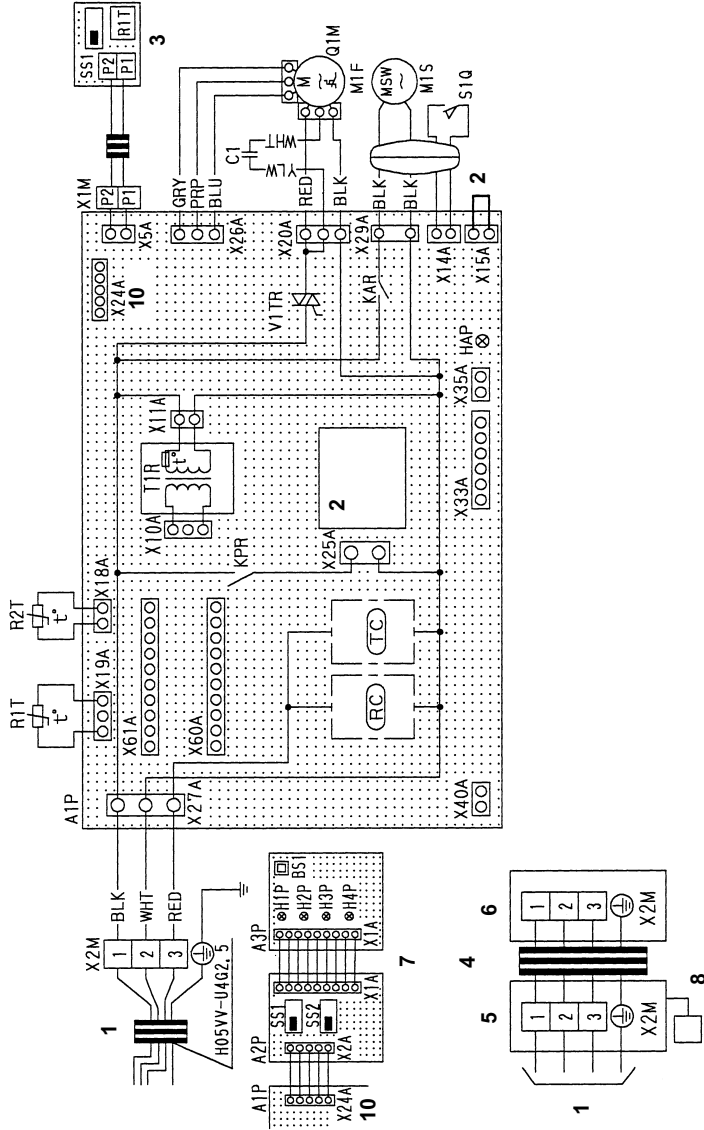 R1T
R2T
A1P
X19A
X18A
X27A
X61A
X60A
X10A
T1R
t°
X11A
X24A
10
X5A
X1M
P2
P1
SS1
P2
P1
R1T
3
t°
t°
KPR
X25A
2
RC
TC
X40A
X33A
X35A
HAP
V1TR
KAR
X26A
GRY
PRP
BLU
X20A
RED
BLK
X29A
BLK
BLK
X14A
X15A
2
C1
YLW
WHT
M
~
Q1M
M1F
MSW
~
M1S
S1Q
1
X2M
1
2
3
BLK
WHT
RED
H05VV-U4G2,5
A1P
X24A
10
A2P
X2A
SS1
SS2
X1A
A3P
X1A
H1P
H2P
H3P
H4P
BS1
7
1
5
1
2
3
X2M
4
6
1
2
3
X2M
8